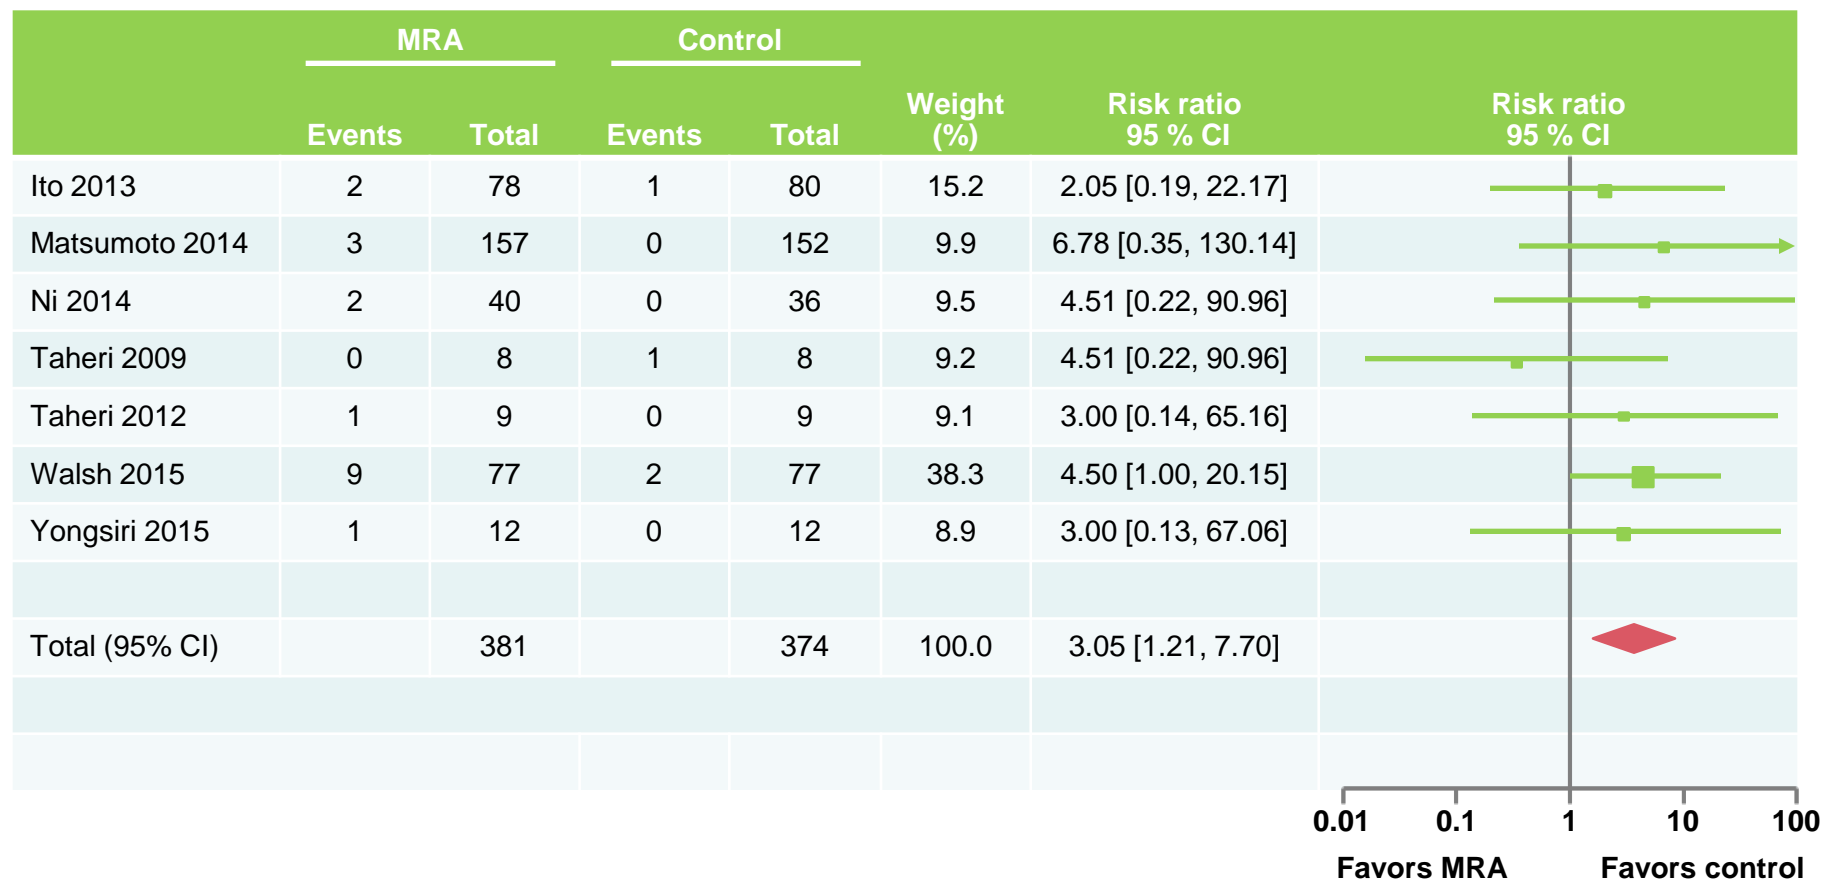 MRA Control
Weight Risk ratio Risk ratio
Events Total Events Total (%) 95 % CI 95 % CI
Ito 2013 2 78 1 80 15.2 2.05 [0.19, 22.17]
Matsumoto 2014 3 157 0 152 9.9 6.78 [0.35, 130.14]
Ni 2014 2 40 0 36 9.5 4.51 [0.22, 90.96]
Taheri 2009 0 8 1 8 9.2 4.51 [0.22, 90.96]
Taheri 2012 1 9 0 9 9.1 3.00 [0.14, 65.16]
Walsh 2015 9 77 2 77 38.3 4.50 [1.00, 20.15]
Yongsiri 2015 1 12 0 12 8.9 3.00 [0.13, 67.06]
Total (95% CI) 381 374 100.0 3.05 [1.21, 7.70]
0.01 0.1 1 10 100
Favors MRA Favors control